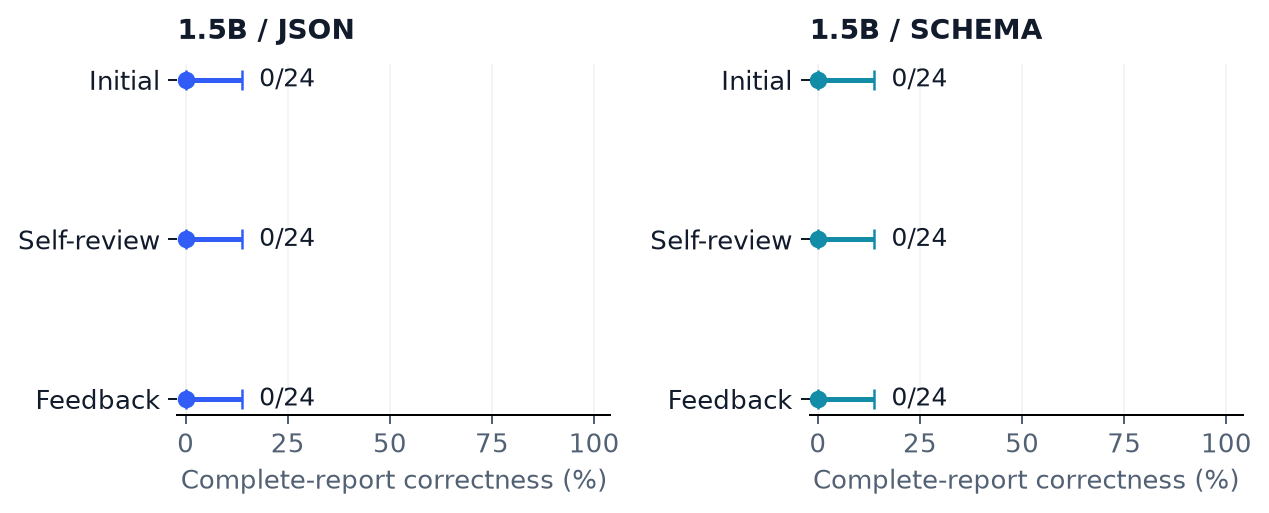 1.5B / JSON
Initial
0/24
Self-review
0/24
Feedback
0/24
0 25 50 75 100
Complete-report correctness (%)
1.5B / SCHEMA
Initial
0/24
Self-review
0/24
Feedback
0/24
0 25 50 75 100
Complete-report correctness (%)